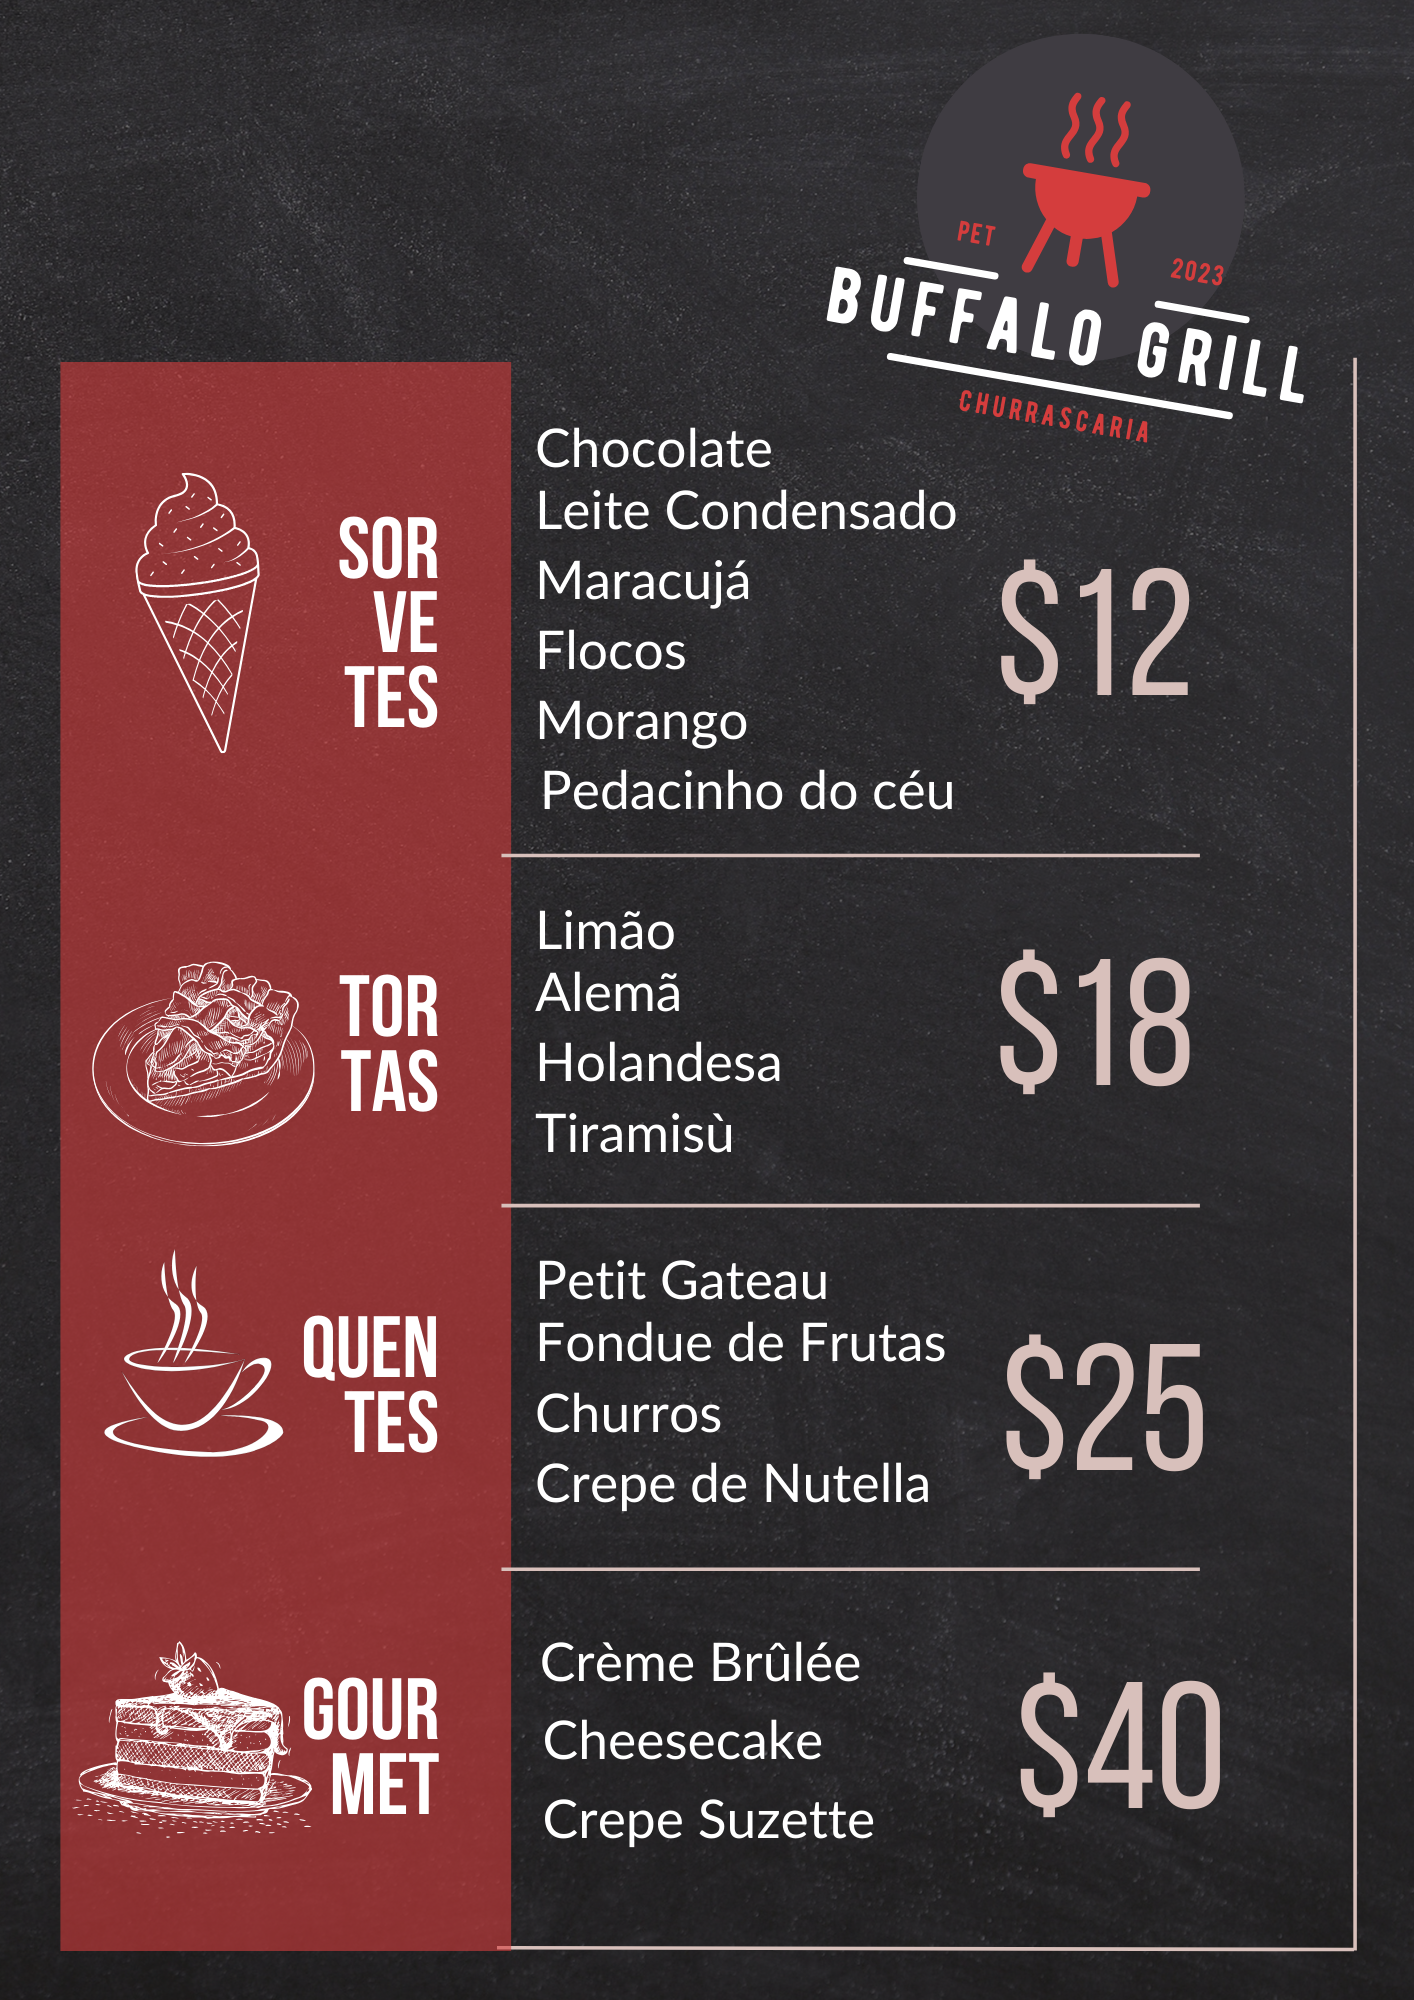 PET
2023
BUFFALO GRILL
CHURRASCARIA
SOR
VE
TES
Chocolate
Leite Condensado
Maracujá
Flocos
Morango
Pedacinho do céu
$12
TOR
TAS
Limão
Alemã
Holandesa
Tiramisù
$18
QUEN
TES
Petit Gateau
Fondue de Frutas
Churros
Crepe de Nutella
$25
GOUR
MET
Crème Brûlée
Cheesecake
Crepe Suzette
$40